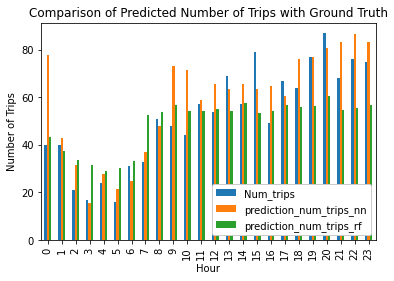 Comparison of Predicted Number of Trips with Ground Truth
Number of Trips
80
60
40
20
0
Num_trips
prediction_num_trips_nn
prediction_num_trips_rf
0 1 2 3 4 5 6 7 8 9 10 11 12 13 14 15 16 17 18 19 20 21 22 23
Hour